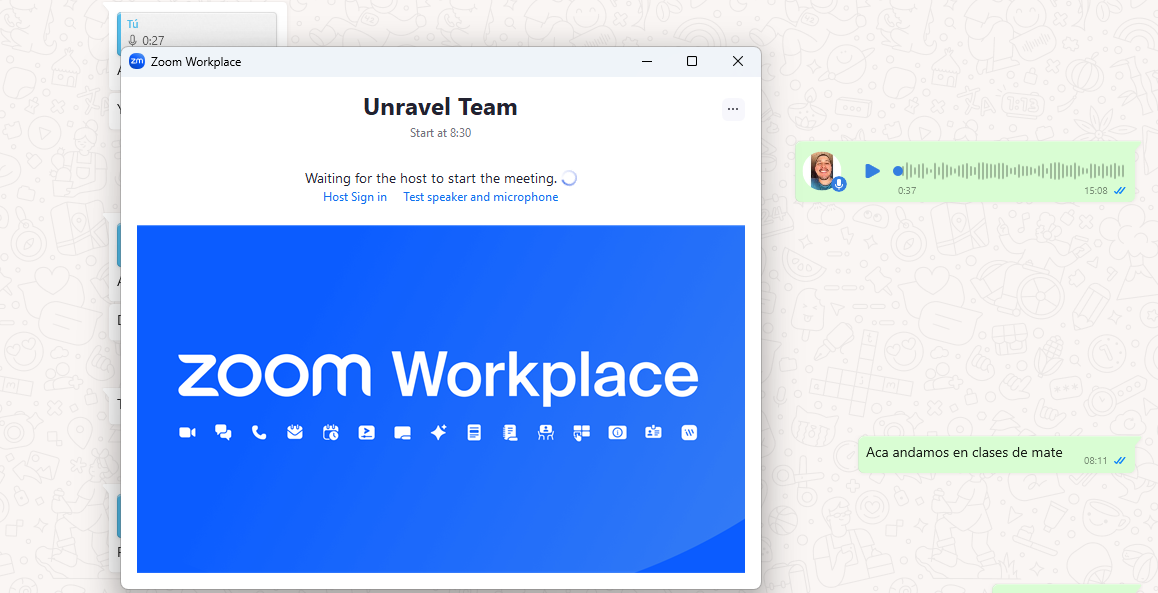 Tú
0:27
zm Zoom Workplace
Unravel Team
Start at 8:30
Waiting for the host to start the meeting.
Host Sign in Test speaker and microphone
zoom Workplace
0:37 15:08
Aca andamos en clases de mate
08:11